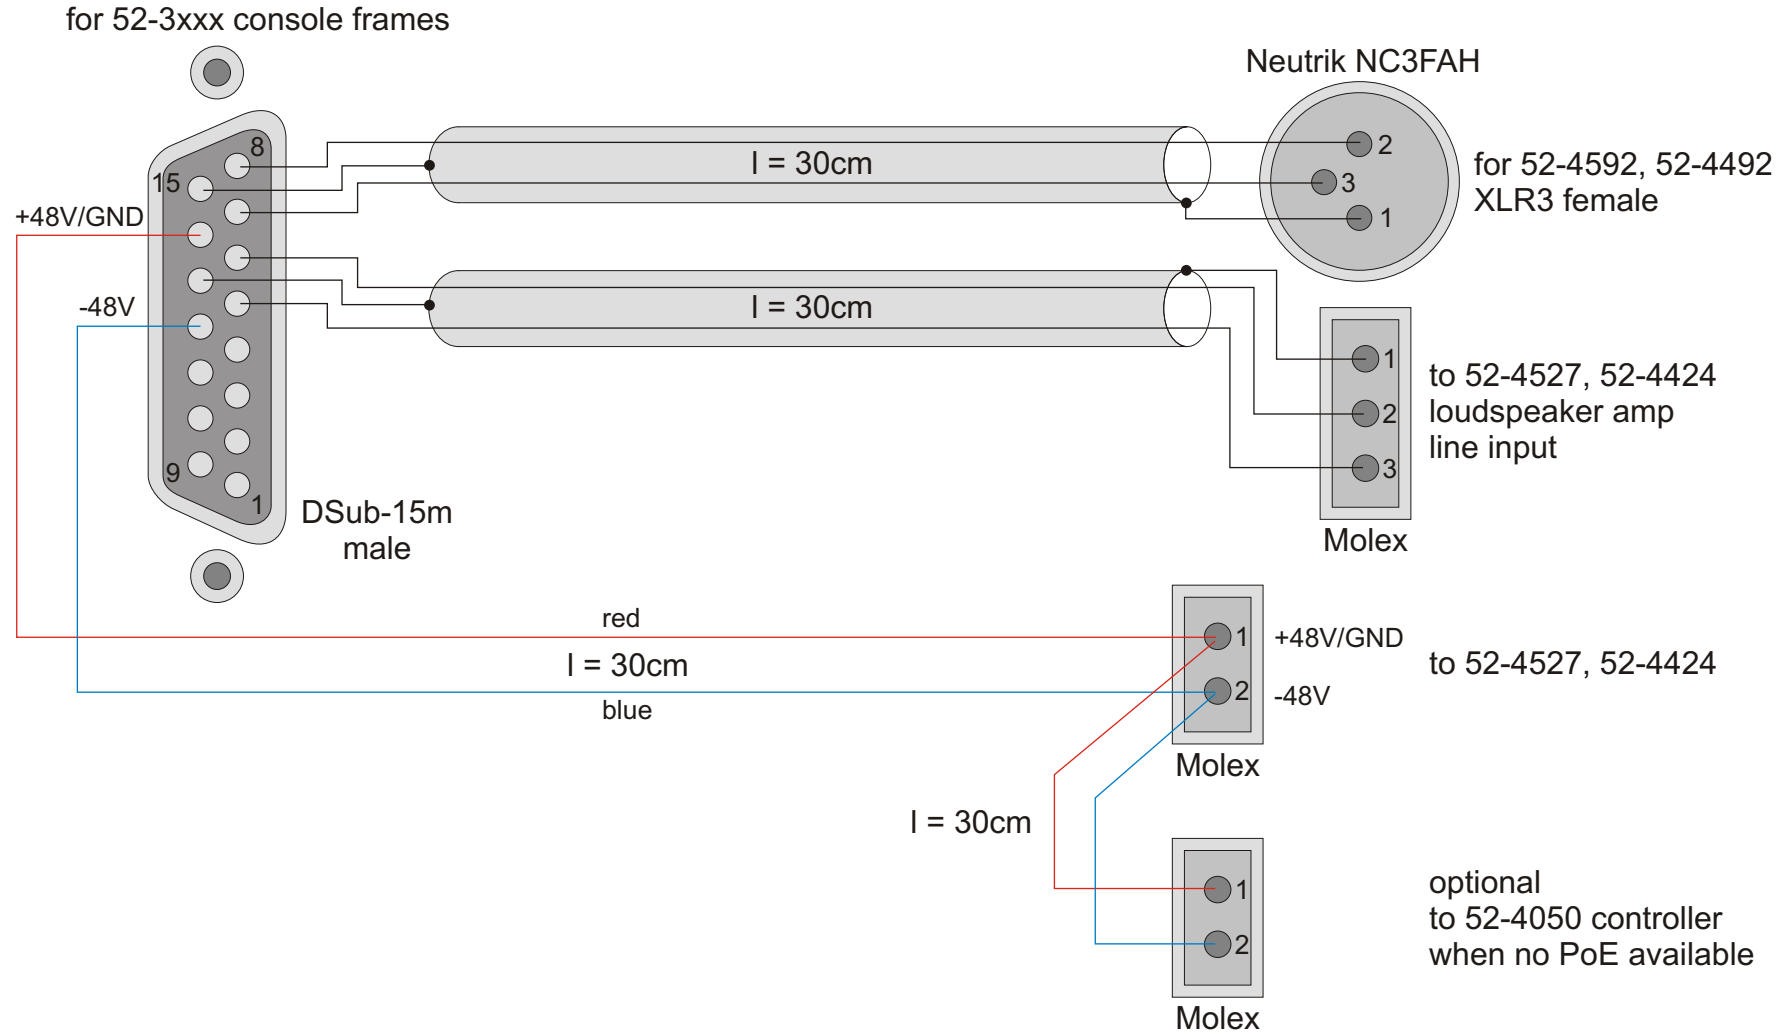 for 52-3xxx console frames
Neutrik NC3FAH
8
15
+48V/GND
-48V
9
1
DSub-15m
male
l = 30cm
2
3
1
for 52-4592, 52-4492
XLR3 female
l = 30cm
1
2
3
Molex
to 52-4527, 52-4424
loudspeaker amp
line input
red
l = 30cm
blue
1
2
+48V/GND
-48V
Molex
to 52-4527, 52-4424
l = 30cm
1
2
Molex
optional
to 52-4050 controller
when no PoE available